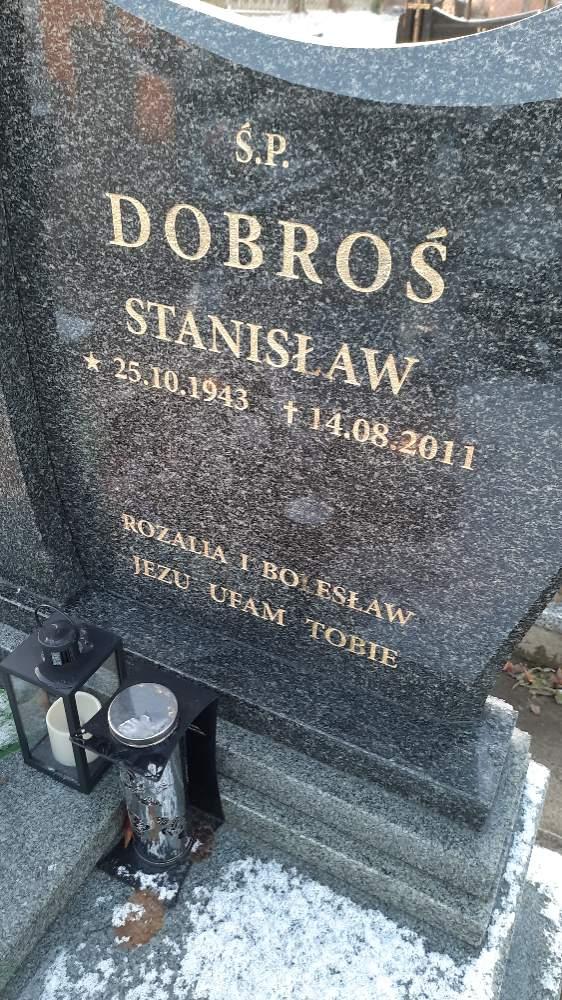 Ś.P.
DOBROŚ
STANISŁAW
★ 25.10.1943 ✝ 14.08.2011
ROZALIA I BOLESŁAW
JEZU UFAM TOBIE